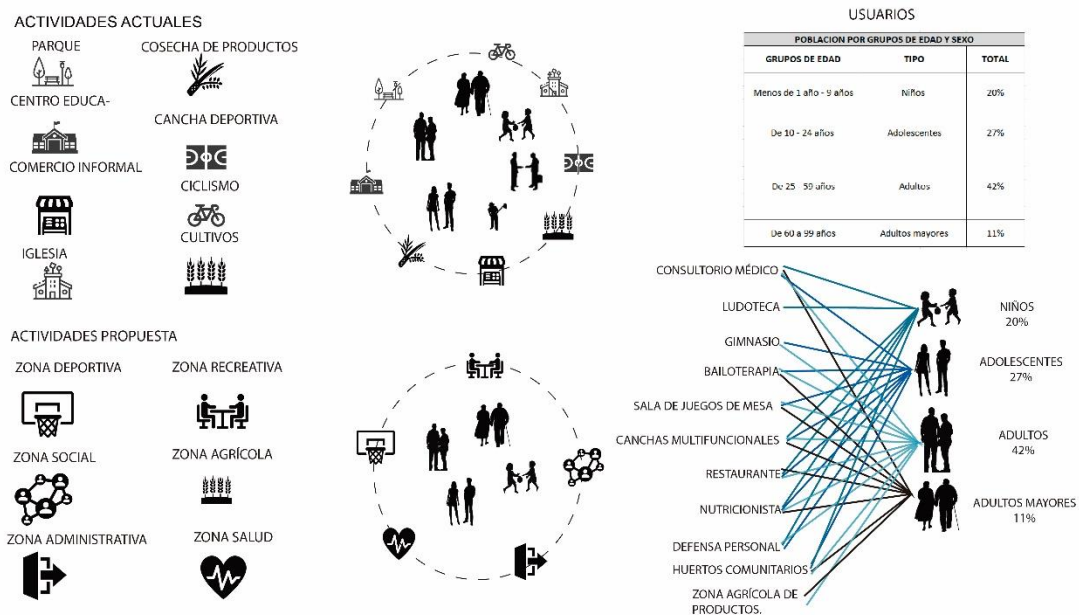 ACTIVIDADES ACTUALES
PARQUE
COSECHA DE PRODUCTOS
CENTRO EDUCA-
CANCHA DEPORTIVA
COMERCIO INFORMAL
CICLISMO
CULTIVOS
IGLESIA
ACTIVIDADES PROPUESTA
ZONA DEPORTIVA
ZONA RECREATIVA
ZONA SOCIAL
ZONA AGRÍCOLA
ZONA ADMINISTRATIVA
ZONA SALUD
USUARIOS
POBLACION POR GRUPOS DE EDAD Y SEXO
GRUPOS DE EDAD TIPO TOTAL
Menos de 1 año - 9 años Niños 20%
De 10 - 24 años Adolescentes 27%
De 25 - 59 años Adultos 42%
De 60 a 99 años Adultos mayores 11%
CONSULTORIO MÉDICO
LUDOTECA
GIMNASIO
BAILOTERAPIA
SALA DE JUEGOS DE MESA
CANCHAS MULTIFUNCIONALES
RESTAURANTE
NUTRICIONISTA
DEFENSA PERSONAL
HUERTOS COMUNITARIOS
ZONA AGRÍCOLA DE
PRODUCTOS.
NIÑOS
20%
ADOLESCENTES
27%
ADULTOS
42%
ADULTOS MAYORES
11%